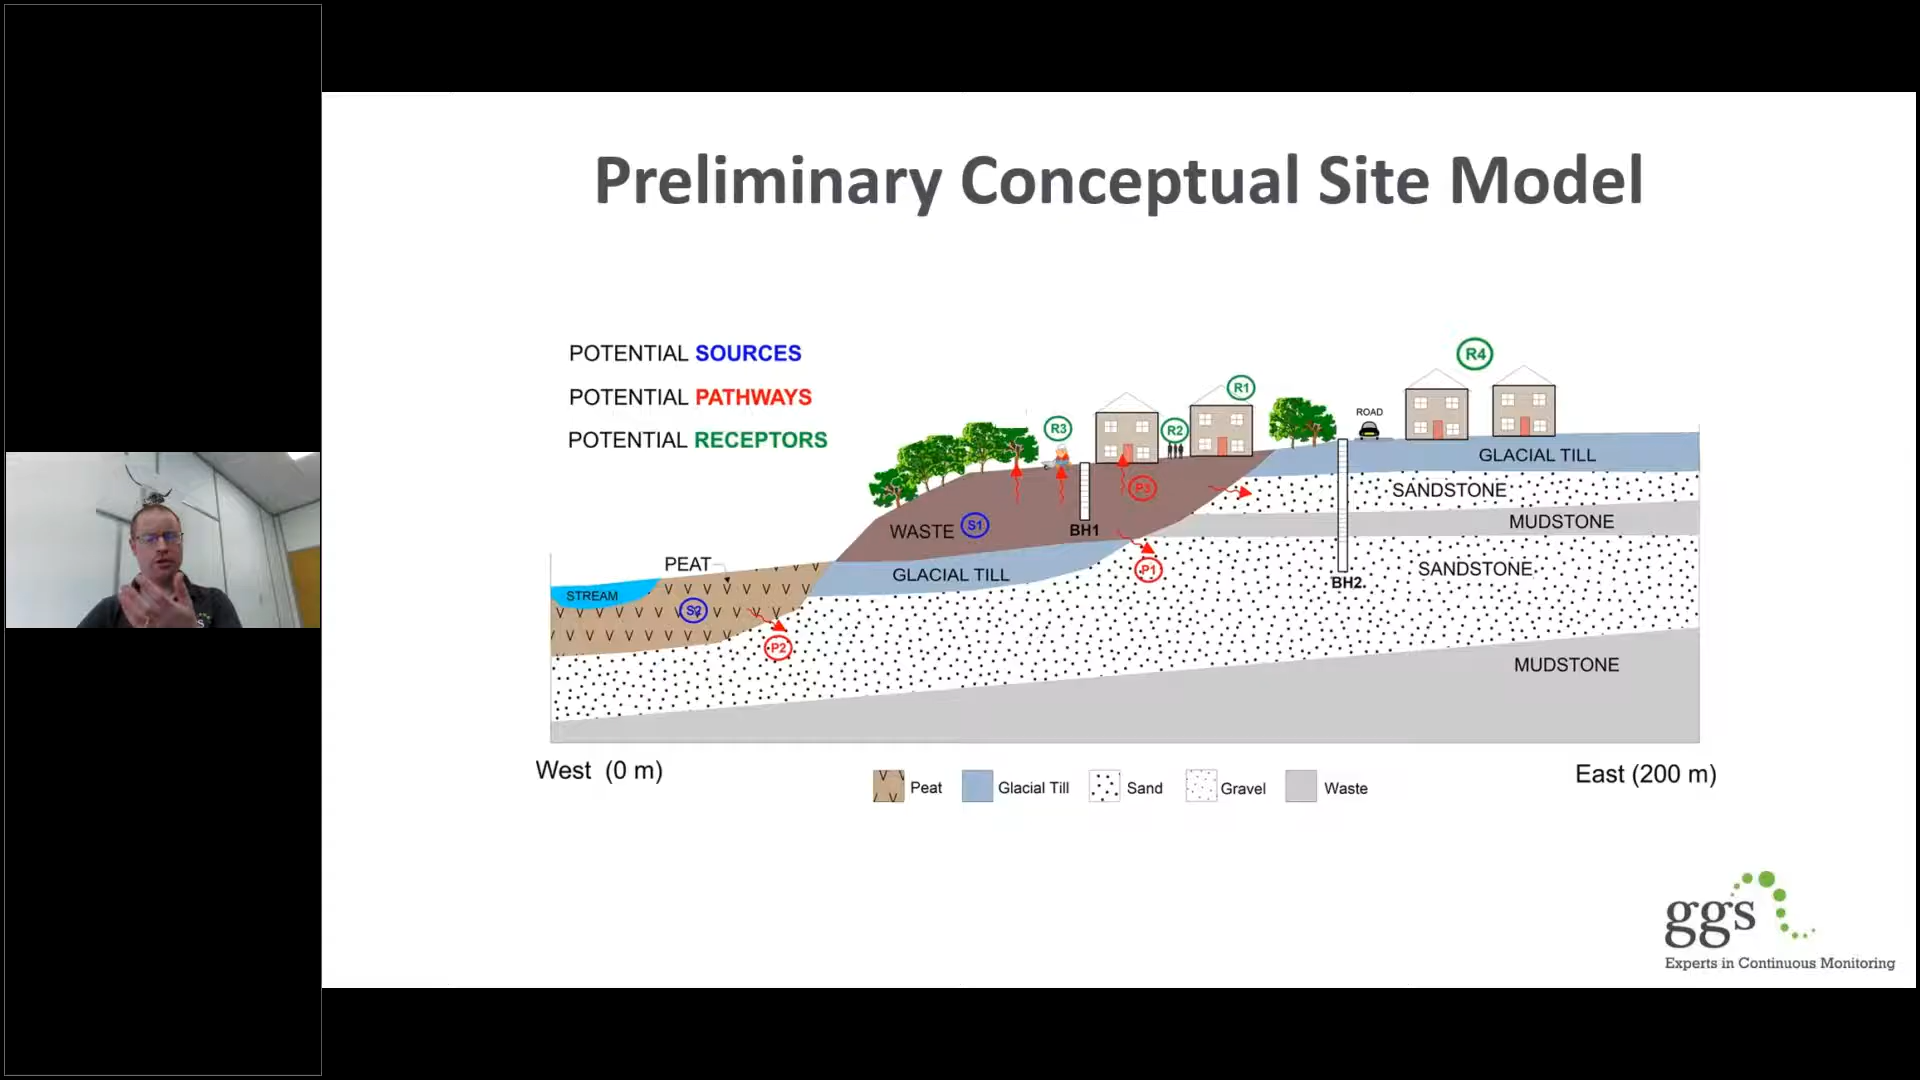 Preliminary Conceptual Site Model
POTENTIAL SOURCES
POTENTIAL PATHWAYS
POTENTIAL RECEPTORS
R4
R1
R3
R2
ROAD
GLACIAL TILL
P3
SANDSTONE
WASTE S1
BH1
MUDSTONE
PEAT
GLACIAL TILL
P1
SANDSTONE
BH2
STREAM
S2
P2
MUDSTONE
West (0 m)
East (200 m)
Peat
Glacial Till
Sand
Gravel
Waste
ggs
Experts in Continuous Monitoring